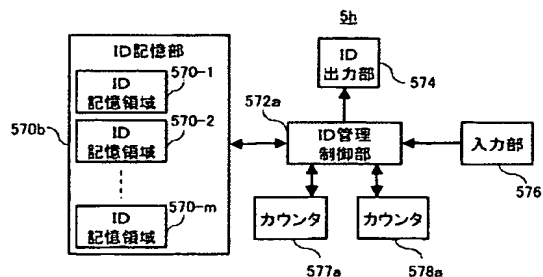 5h
ID記憶部
ID
記憶領域
570-1
ID
記憶領域
570-2
ID
記憶領域
570-m
570b
ID
出力部
574
572a
ID管理
制御部
入力部
576
カウンタ
577a
カウンタ
578a